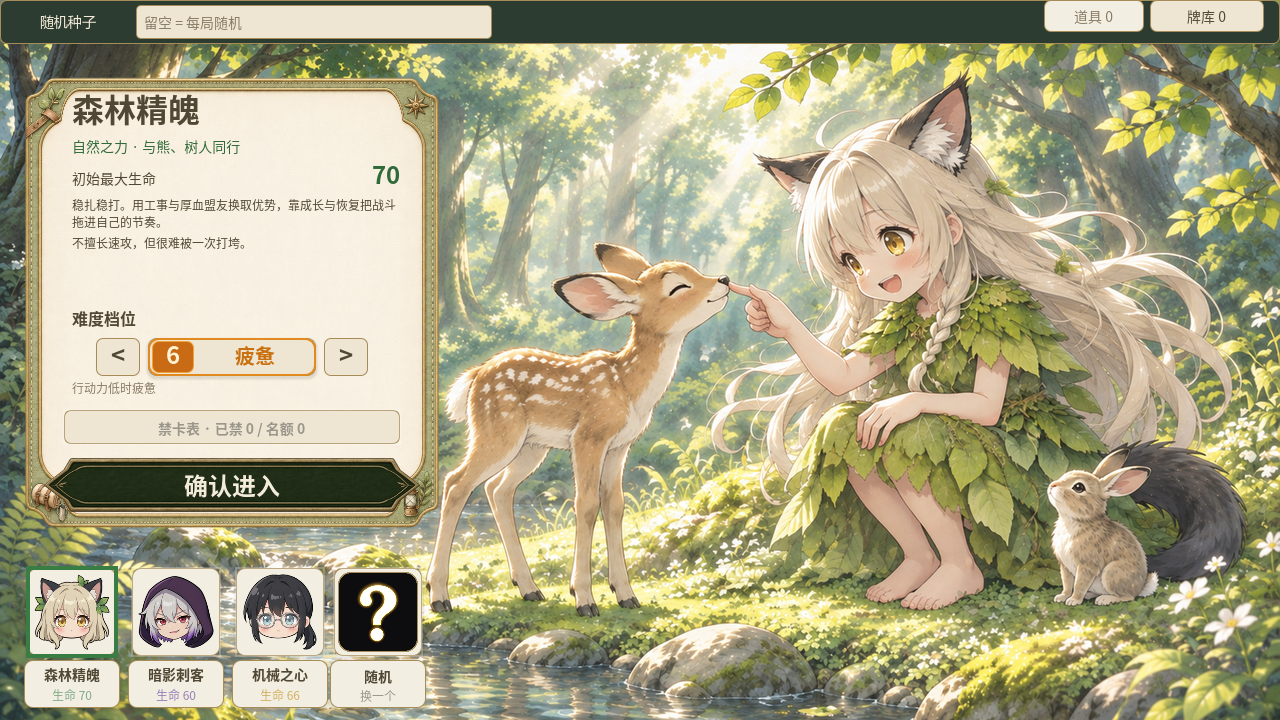 随机种子
留空 = 每局随机
道具 0
牌库 0
森林精魄
自然之力 · 与熊、树人同行
初始最大生命
70
稳扎稳打。用工事与厚血盟友换取优势，靠成长与恢复把战斗
拖进自己的节奏。
不擅长速攻，但很难被一次打垮。
难度档位
<
6
疲惫
>
行动力低时疲惫
禁卡表 · 已禁 0 / 名额 0
确认进入
?
森林精魄
生命 70
暗影刺客
生命 60
机械之心
生命 66
随机
换一个